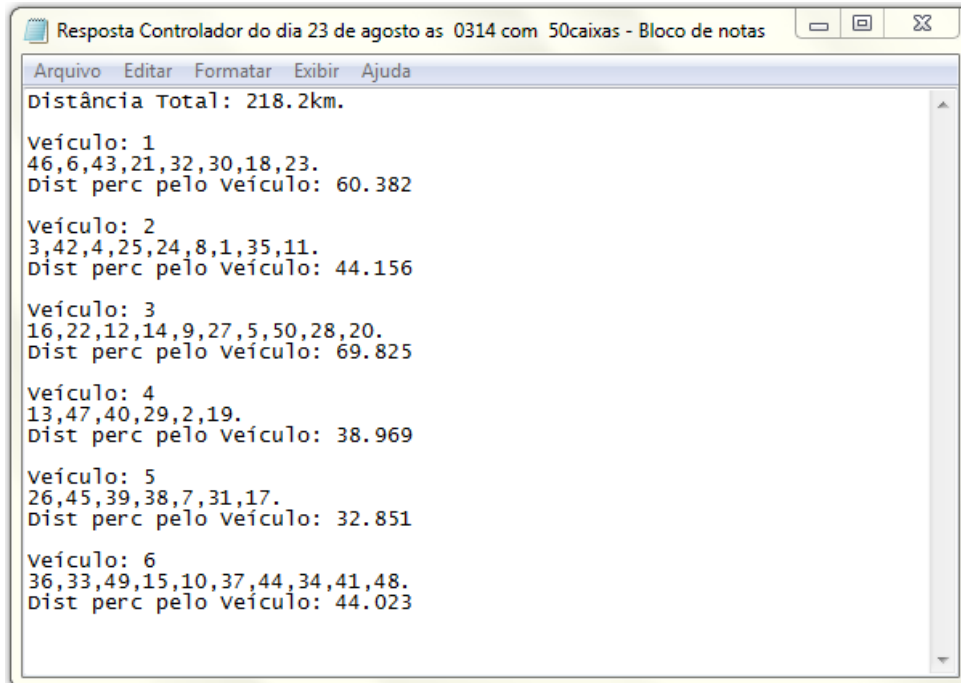 Resposta Controlador do dia 23 de agosto as  0314 com  50caixas - Bloco de notas
Arquivo Editar Formatar Exibir Ajuda
Distância Total: 218.2km.
Veículo: 1
46,6,43,21,32,30,18,23.
Dist perc pelo Veículo: 60.382
Veículo: 2
3,42,4,25,24,8,1,35,11.
Dist perc pelo Veículo: 44.156
Veículo: 3
16,22,12,14,9,27,5,50,28,20.
Dist perc pelo Veículo: 69.825
Veículo: 4
13,47,40,29,2,19.
Dist perc pelo Veículo: 38.969
Veículo: 5
26,45,39,38,7,31,17.
Dist perc pelo Veículo: 32.851
Veículo: 6
36,33,49,15,10,37,44,34,41,48.
Dist perc pelo Veículo: 44.023